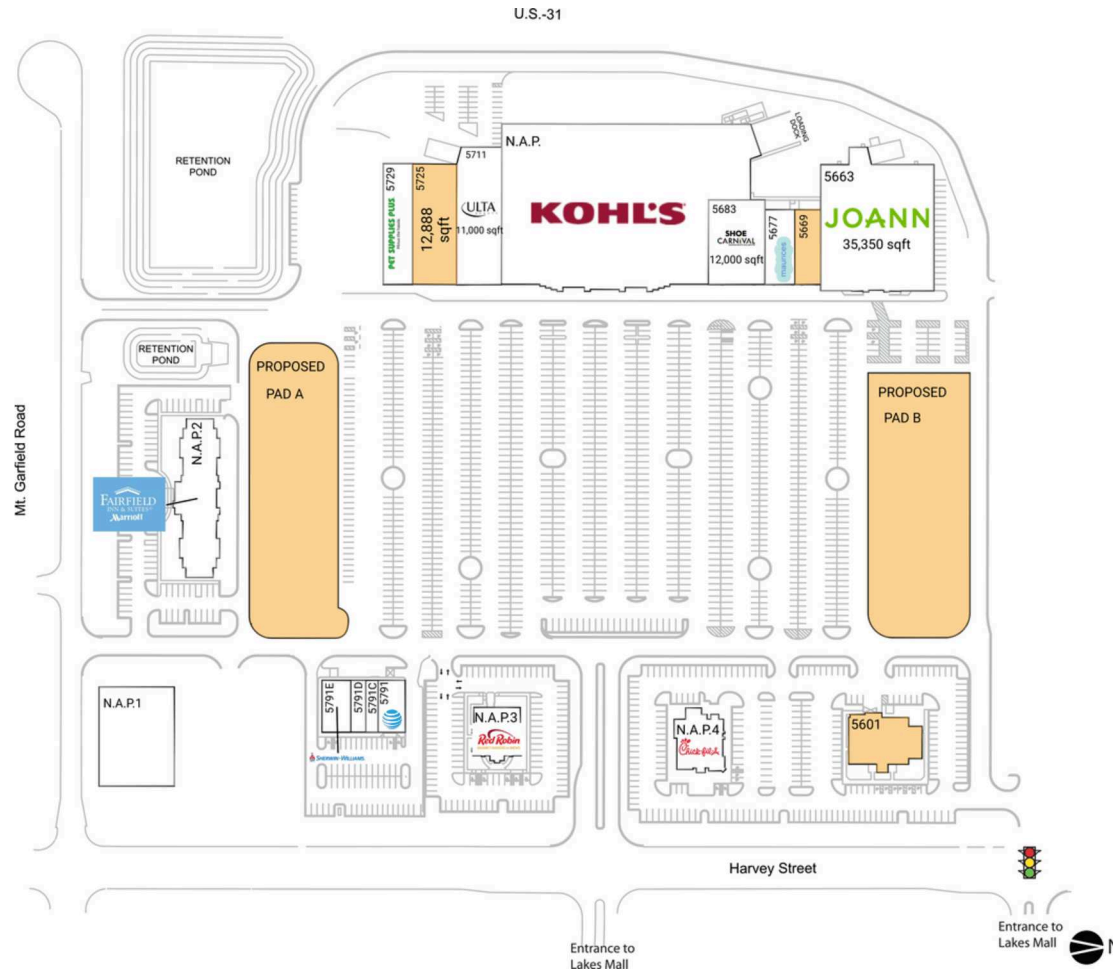 U.S.-31
RETENTION
POND
5729
PET SUPPLIES PLUS
5725
12,888
sqft
5711
ULTA
11,000 sqft
N.A.P.
KOHL'S
LOADING
DOCK
5683
SHOE
CARNIVAL
12,000 sqft
5677
maurices
5669
5663
JOANN
35,350 sqft
RETENTION
POND
PROPOSED
PAD A
PROPOSED
PAD B
Mt. Garfield Road
N.A.P.2
FAIRFIELD
INN & SUITES
Marriott
N.A.P.1
5791E
5791D
5791C
5791
SHERWIN-WILLIAMS
N.A.P.3
Red Robin
N.A.P.4
Chick-fil-A
5601
Harvey Street
Entrance to
Lakes Mall
Entrance to
Lakes Mall
N